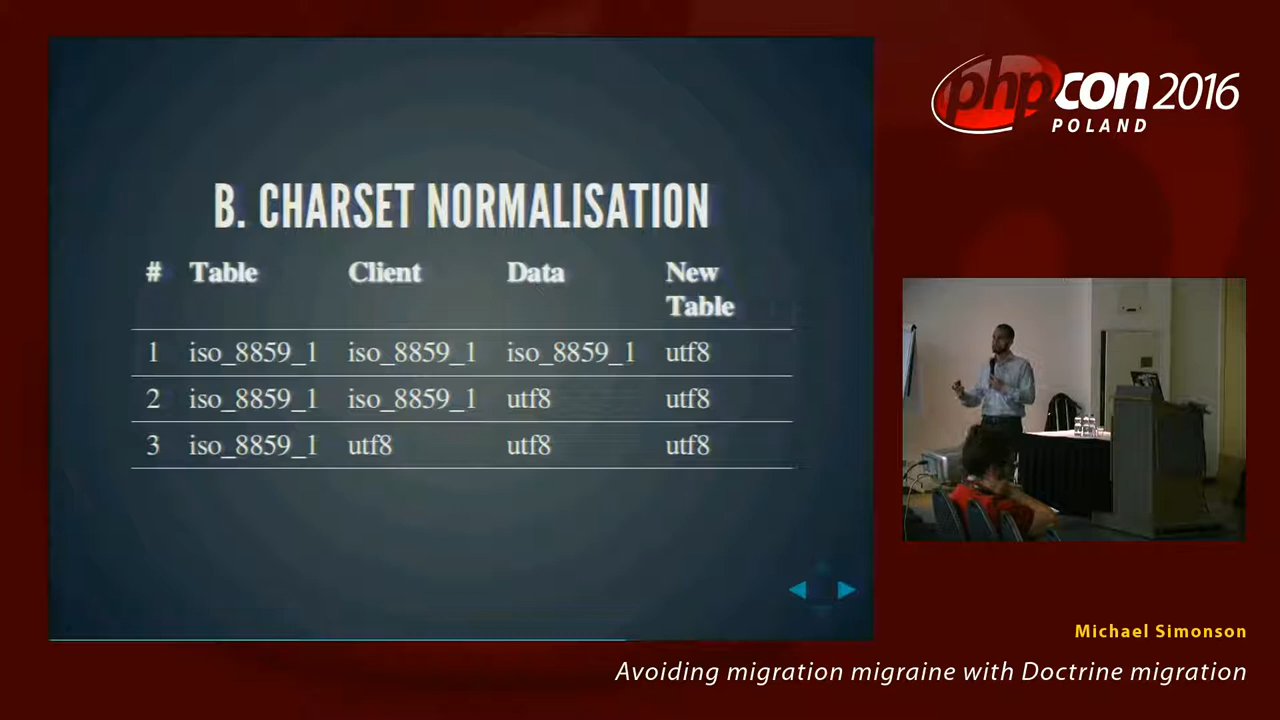 B. CHARSET NORMALISATION
# Table Client Data New Table
1 iso_8859_1 iso_8859_1 iso_8859_1 utf8
2 iso_8859_1 iso_8859_1 utf8 utf8
3 iso_8859_1 utf8 utf8 utf8
phpcon 2016
POLAND
Michael Simonson
Avoiding migration migraine with Doctrine migration